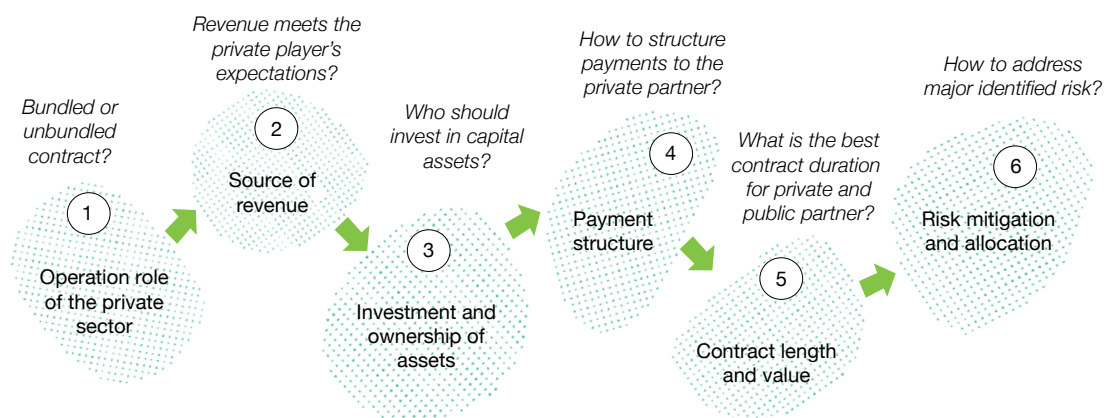 Bundled or
unbundled
contract?
1
Operation role
of the private
sector
Revenue meets the
private player’s
expectations?
2
Source of
revenue
Who should
invest in capital
assets?
3
Investment and
ownership of
assets
How to structure
payments to the
private partner?
4
Payment
structure
What is the best
contract duration
for private and
public partner?
5
Contract length
and value
How to address
major identified risk?
6
Risk mitigation
and allocation